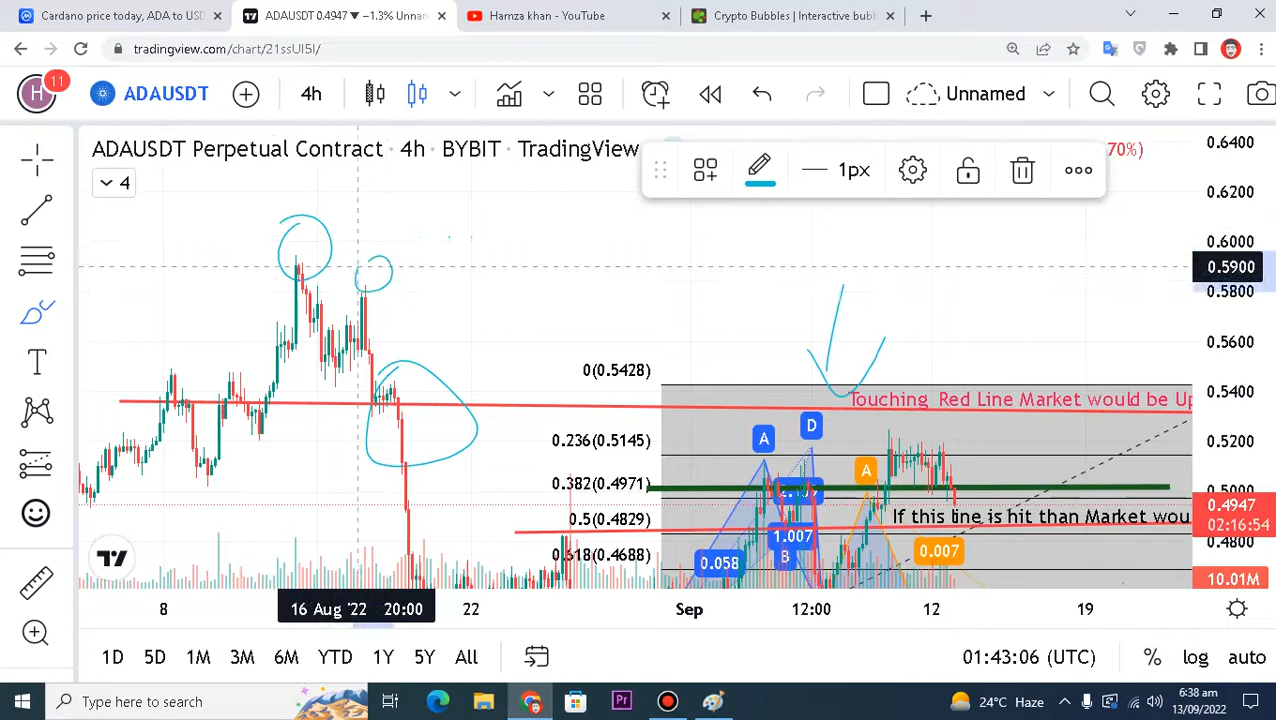 Cardano price today, ADA to USD
ADAUSDT 0.4947 ▼ −1.3% Unnam
Hamza khan - YouTube
Crypto Bubbles | Interactive bubb
tradingview.com/chart/21ssUI5I/
H
11
ADAUSDT
4h
Unnamed
ADAUSDT Perpetual Contract · 4h · BYBIT · TradingView
70%)
4
1px
0.6400
0.6200
0.6000
0.5900
0.5800
0.5600
0.5400
0.5200
0.5000
0.4947
02:16:54
0.4800
10.01M
0(0.5428)
0.236(0.5145)
0.382(0.4971)
0.5(0.4829)
0.618(0.4688)
Touching Red Line Market would be Up
A
D
A
If this line is hit than Market wou
1.007
B
0.058
0.007
8
16 Aug '22 20:00
22
Sep
12:00
12
19
1D 5D 1M 3M 6M YTD 1Y 5Y All
01:43:06 (UTC)
% log auto
Type here to search
Pr
24°C Haze
6:38 am
13/09/2022